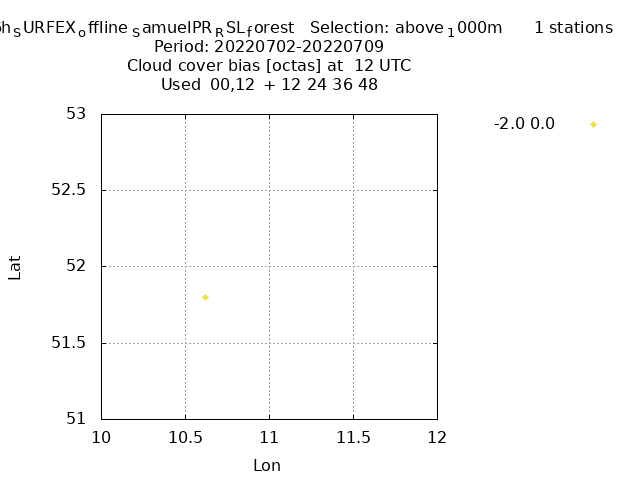 6h_SURFEX_offline_SamuelPR_RSL_forest Selection: above_1000m 1 stations
Period: 20220702-20220709
Cloud cover bias [octas] at 12 UTC
Used 00,12 + 12 24 36 48
-2.0 0.0
53
52.5
52
51.5
51
Lat
10 10.5 11 11.5 12
Lon